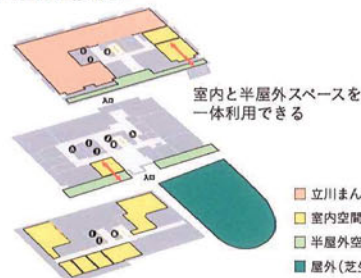 入口
室内と半屋外スペースを
一体利用できる
入口
立川まん
室内空間
半屋外空
屋外(芝生